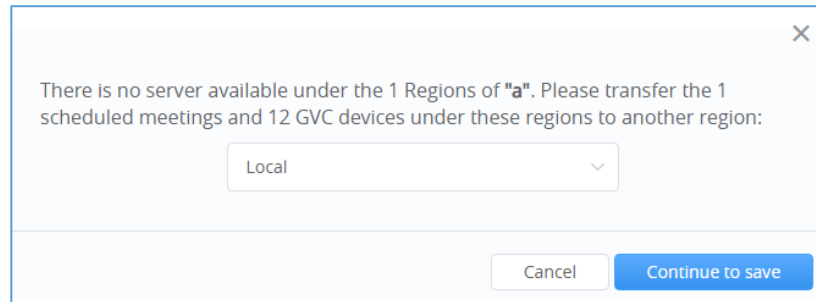 There is no server available under the 1 Regions of "a". Please transfer the 1
scheduled meetings and 12 GVC devices under these regions to another region:
Local
Cancel
Continue to save